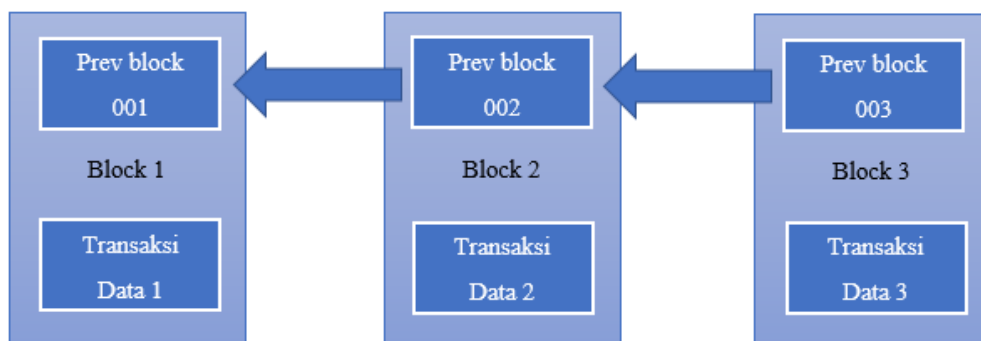 Prev block
001
Block 1
Transaksi
Data 1
Prev block
002
Block 2
Transaksi
Data 2
Prev block
003
Block 3
Transaksi
Data 3